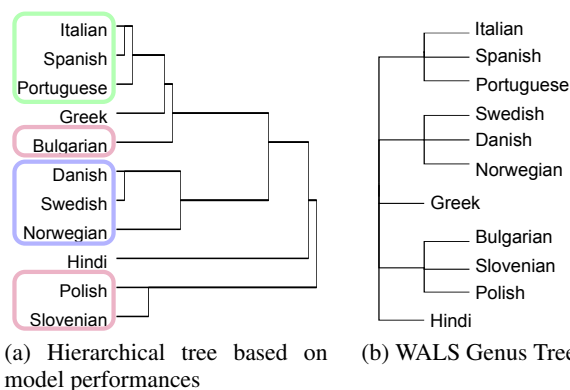 Italian
Spanish
Portuguese
Greek
Bulgarian
Danish
Swedish
Norwegian
Hindi
Polish
Slovenian
(a) Hierarchical tree based on
model performances
Italian
Spanish
Portuguese
Swedish
Danish
Norwegian
Greek
Bulgarian
Slovenian
Polish
Hindi
(b) WALS Genus Tree